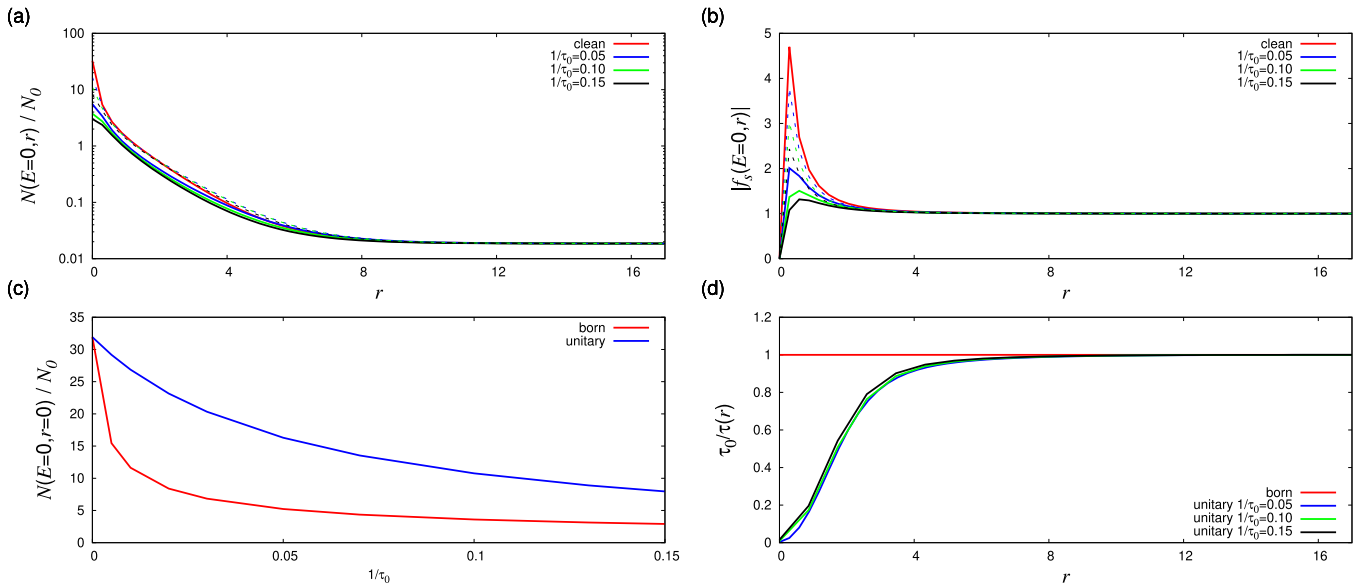 (a)
N(E=0,r) / N₀
100
10
1
0.1
0.01
0
4
8
12
16
r
clean
1/τ₀=0.05
1/τ₀=0.10
1/τ₀=0.15
(b)
|fₛ(E=0,r)|
5
4
3
2
1
0
0
4
8
12
16
r
clean
1/τ₀=0.05
1/τ₀=0.10
1/τ₀=0.15
(c)
N(E=0,r=0) / N₀
35
30
25
20
15
10
5
0
0
0.05
0.1
0.15
1/τ₀
born
unitary
(d)
τ₀/τ(r)
1.2
1
0.8
0.6
0.4
0.2
0
0
4
8
12
16
r
born
unitary 1/τ₀=0.05
unitary 1/τ₀=0.10
unitary 1/τ₀=0.15